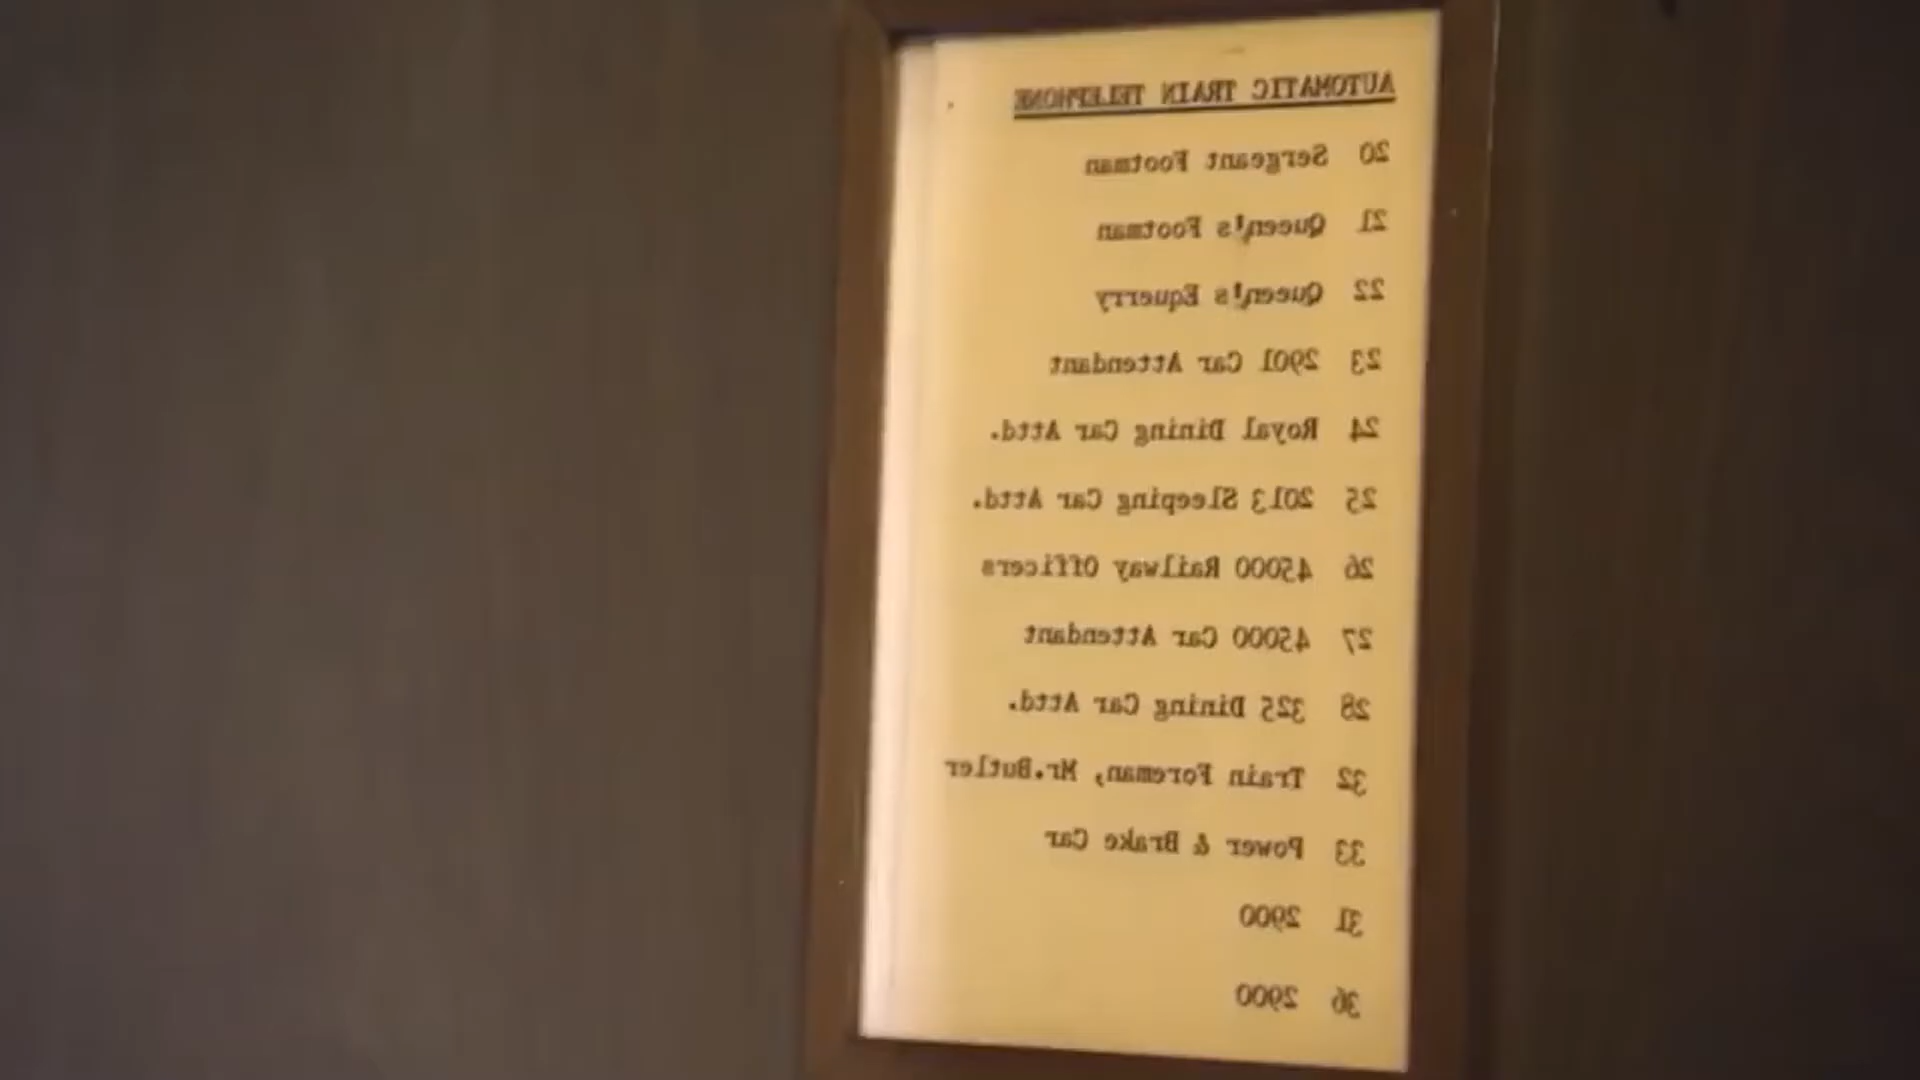 AUTOMATIC TRAIN TELEPHONE
20 Sergeant Footman
21 Queen's Footman
22 Queen's Equerry
23 2901 Car Attendant
24 Royal Dining Car Attd.
25 2013 Sleeping Car Attd.
26 45000 Railway Officers
27 45000 Car Attendant
28 325 Dining Car Attd.
32 Train Foreman, Mr.Butler
33 Power & Brake Car
31 2900
36 2900